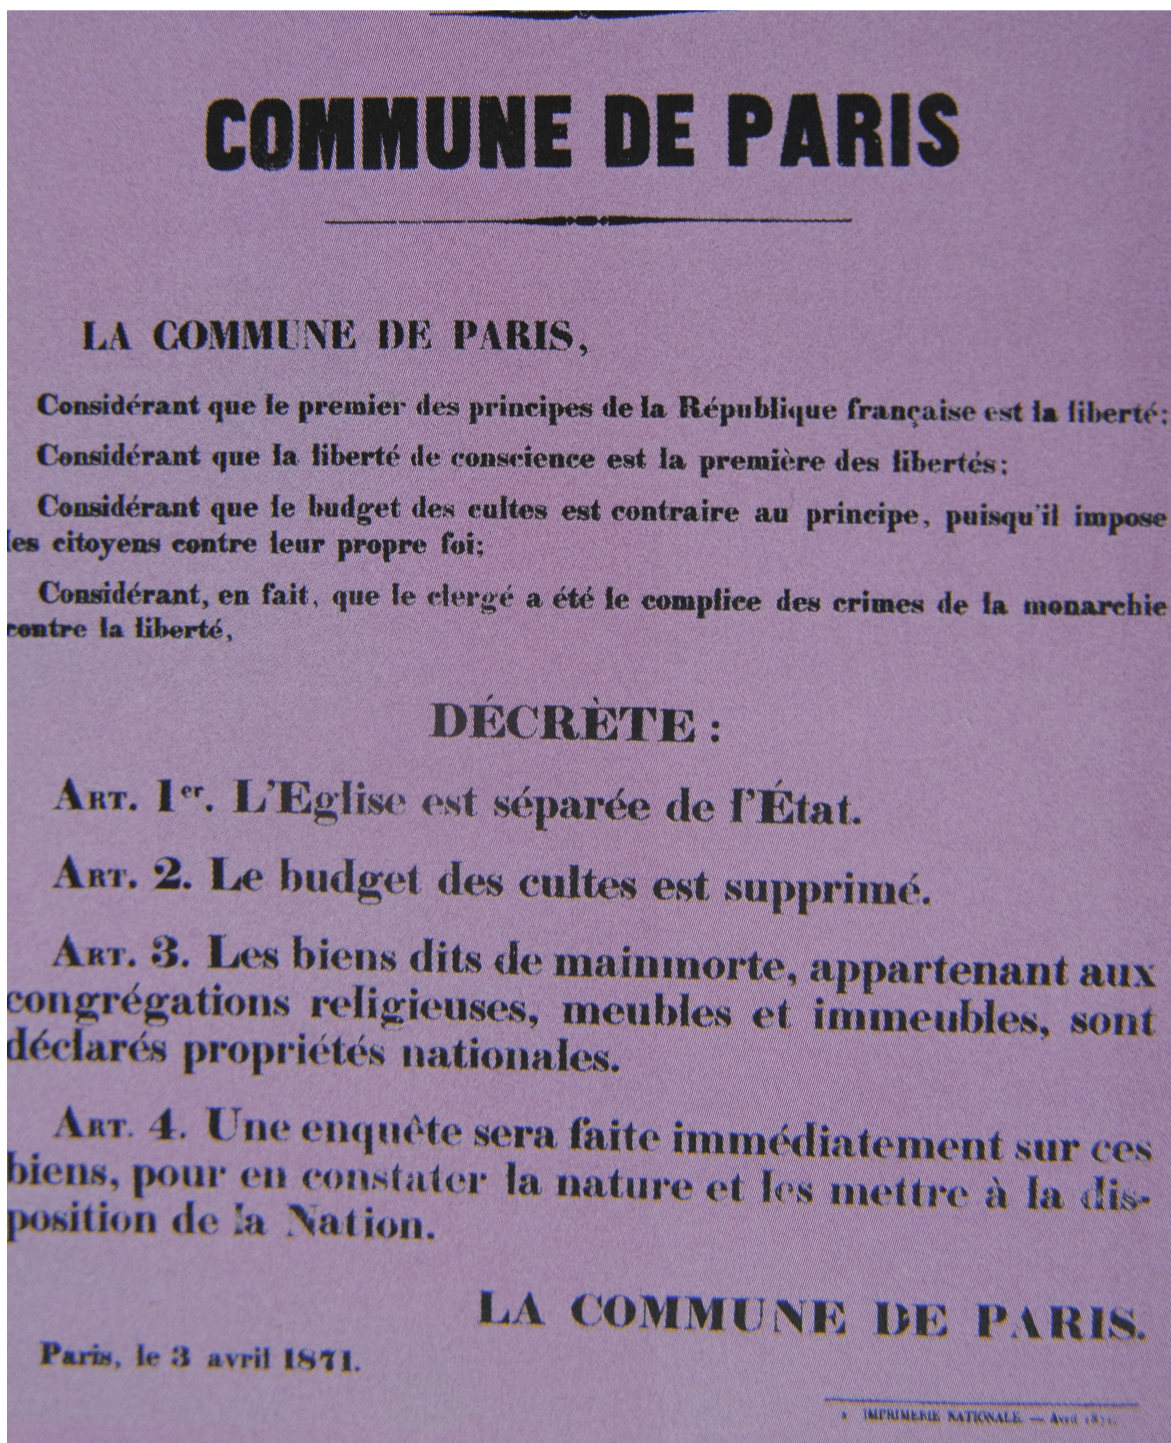 COMMUNE DE PARIS
LA COMMUNE DE PARIS,
Considérant que le premier des principes de la République française est la liberté;
Considérant que la liberté de conscience est la première des libertés;
Considérant que le budget des cultes est contraire au principe, puisqu'il impose
les citoyens contre leur propre foi;
Considérant, en fait, que le clergé a été le complice des crimes de la monarchie
contre la liberté,
DÉCRÈTE :
ART. 1er. L'Eglise est séparée de l'État.
ART. 2. Le budget des cultes est supprimé.
ART. 3. Les biens dits de mainmorte, appartenant aux
congrégations religieuses, meubles et immeubles, sont
déclarés propriétés nationales.
ART. 4. Une enquête sera faite immédiatement sur ces
biens, pour en constater la nature et les mettre à la dis-
position de la Nation.
LA COMMUNE DE PARIS.
Paris, le 3 avril 1871.
IMPRIMERIE NATIONALE. — Avril 1871.